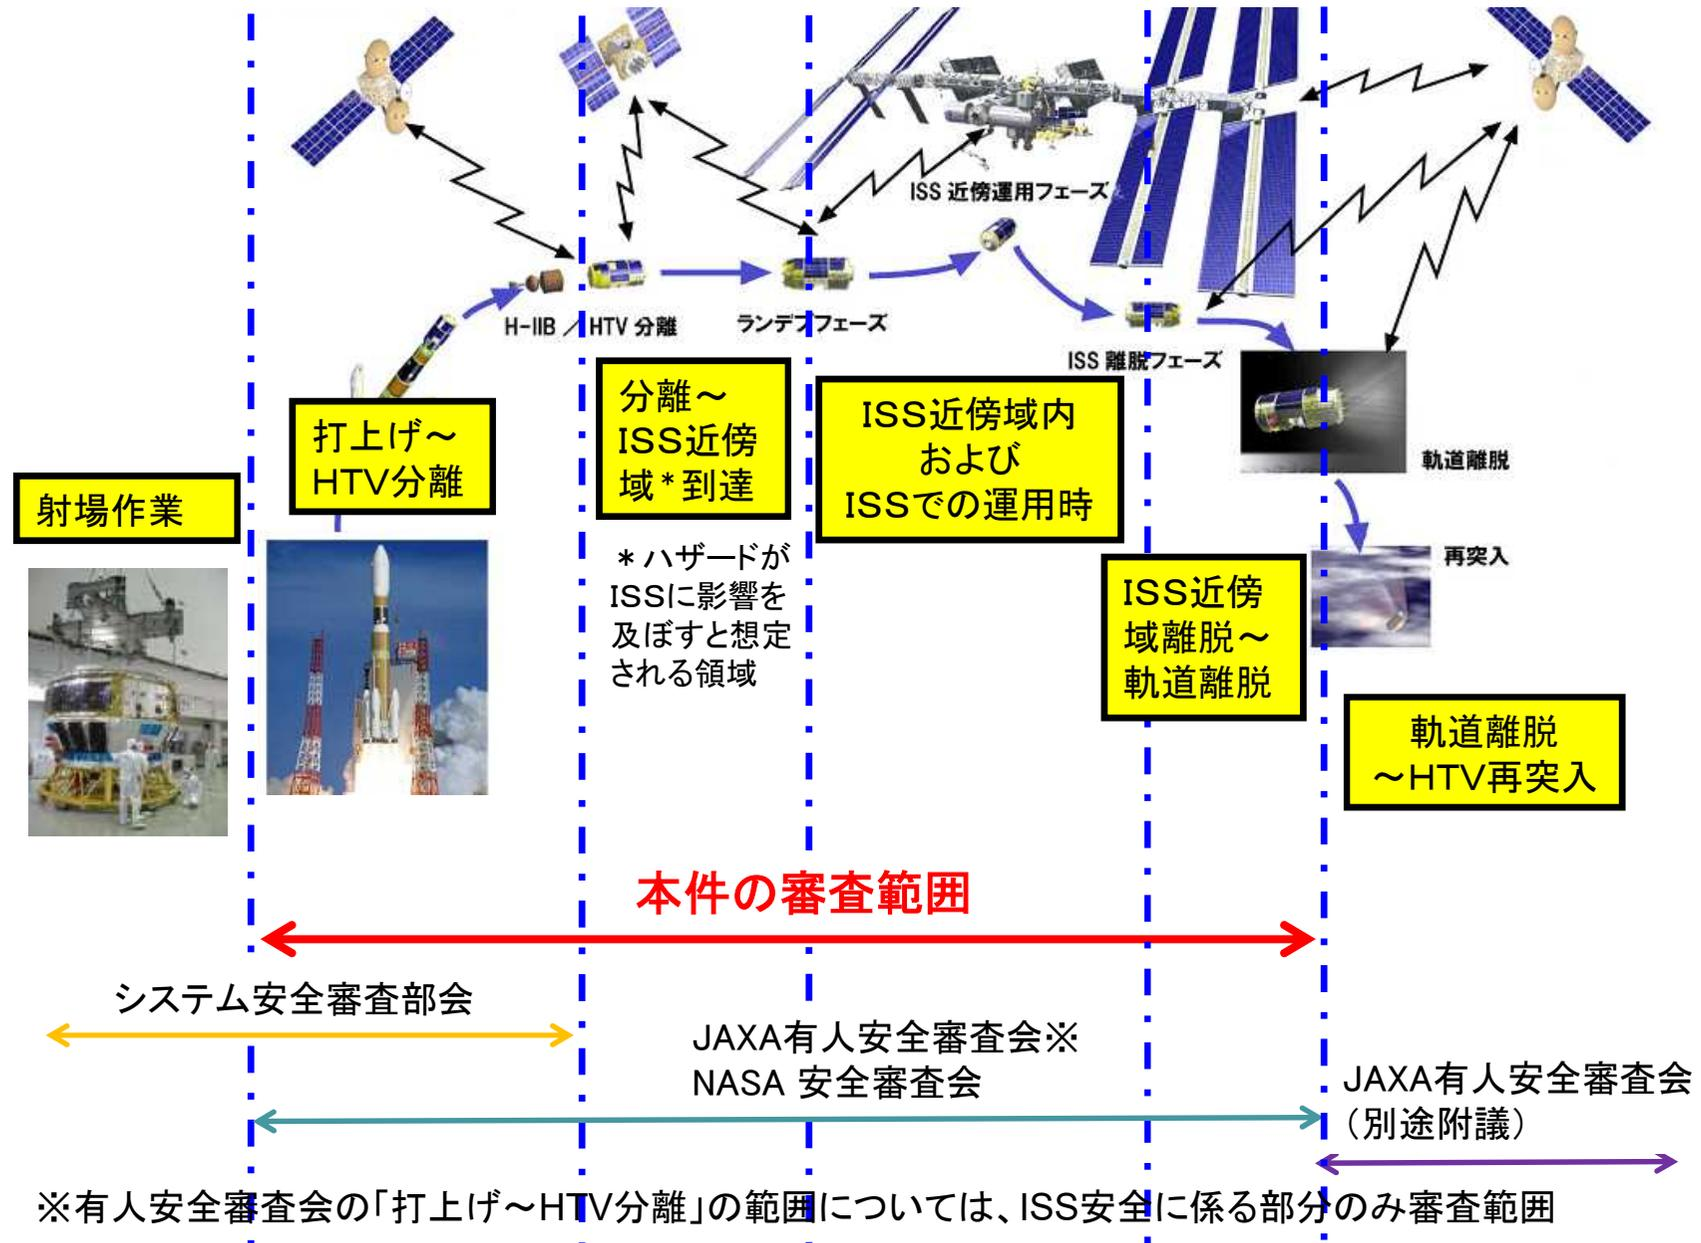 ISS 近傍運用フェーズ
H-IIB ／HTV 分離
ランデブフェーズ
ISS 離脱フェーズ
軌道離脱
再突入
射場作業
打上げ～
HTV分離
分離～
ISS近傍
域*到達
ISS近傍域内
および
ISSでの運用時
ISS近傍
域離脱～
軌道離脱
軌道離脱
～HTV再突入
＊ハザードが
ISSに影響を
及ぼすと想定
される領域
本件の審査範囲
システム安全審査部会
JAXA有人安全審査会※
NASA 安全審査会
JAXA有人安全審査会
（別途附議）
※有人安全審査会の「打上げ～HTV分離」の範囲については、ISS安全に係る部分のみ審査範囲